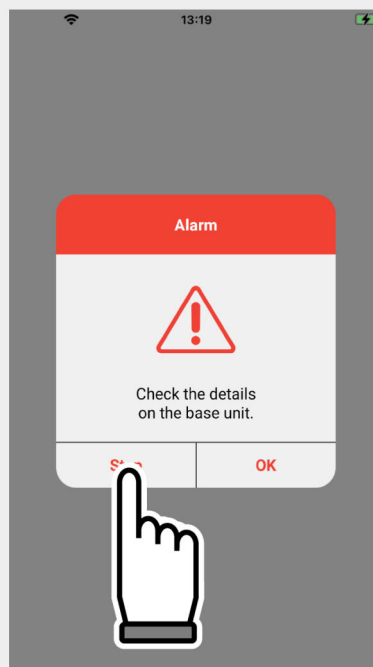 13:19
Alarm
Check the details
on the base unit.
OK